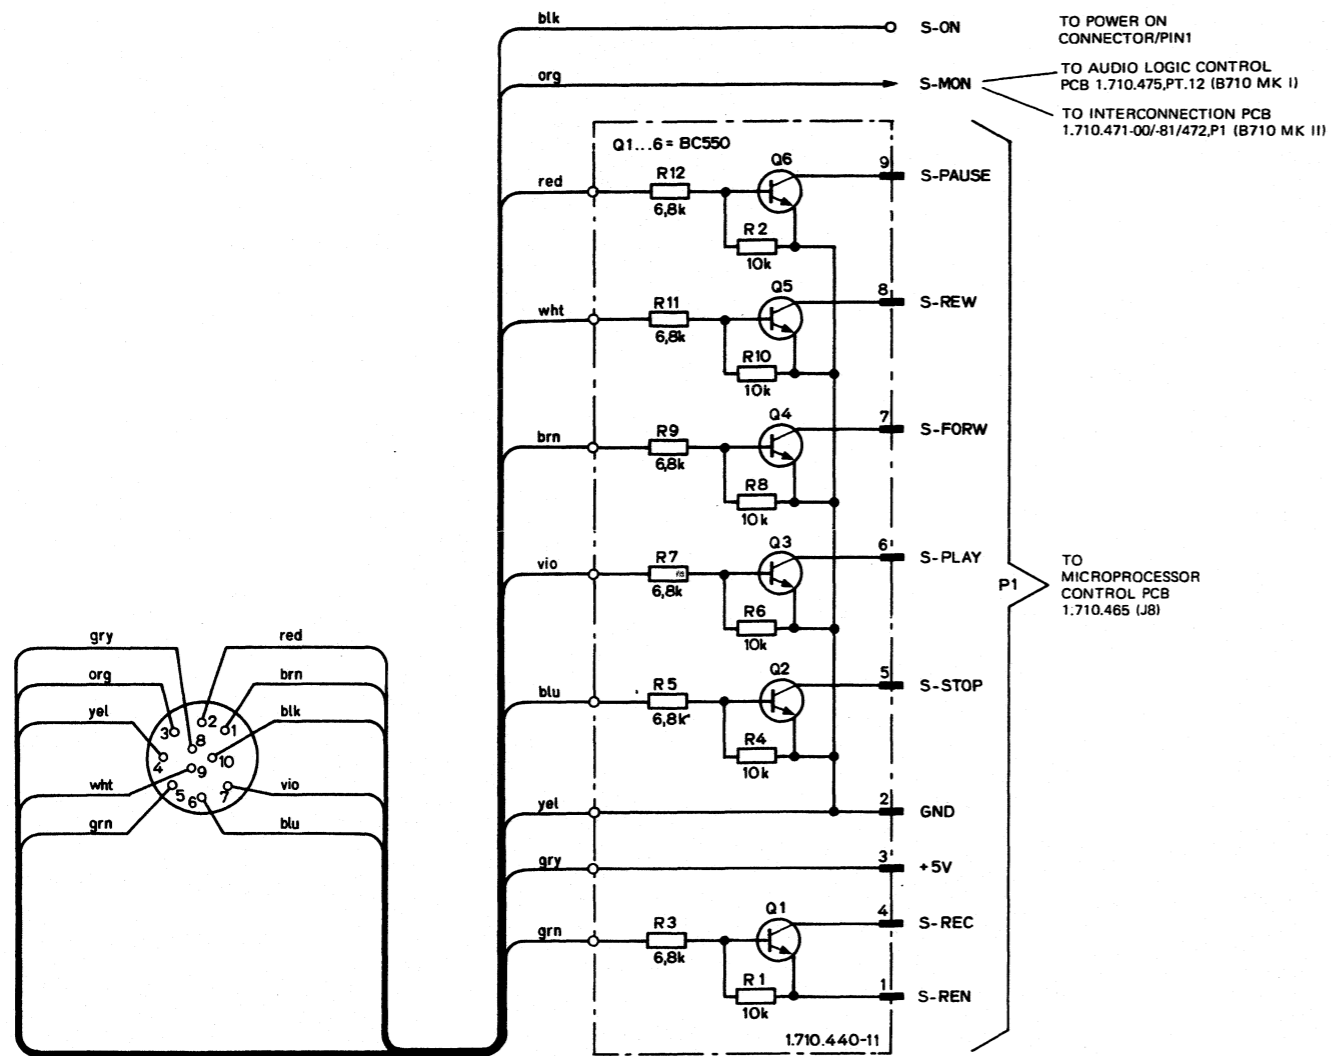 blk
S-ON
TO POWER ON
CONNECTOR/PIN1
org
S-MON
TO AUDIO LOGIC CONTROL
PCB 1.710.475,PT.12 (B710 MK I)
TO INTERCONNECTION PCB
1.710.471-00/-81/472,P1 (B710 MK II)
Q1...6 = BC550
red
R12
6,8k
Q6
9
S-PAUSE
R2
10k
wht
R11
6,8k
Q5
8
S-REW
R10
10k
brn
R9
6,8k
Q4
7
S-FORW
R8
10k
vio
R7
6,8k
Q3
6
S-PLAY
R6
10k
P1
TO
MICROPROCESSOR
CONTROL PCB
1.710.465 (J8)
blu
R5
6,8k
Q2
5
S-STOP
R4
10k
yel
2
GND
gry
3
+5V
grn
R3
6,8k
Q1
4
S-REC
R1
10k
1
S-REN
1.710.440-11
gry
red
org
brn
yel
blk
3
2
1
8
4
10
9
wht
vio
5
6
7
grn
blu